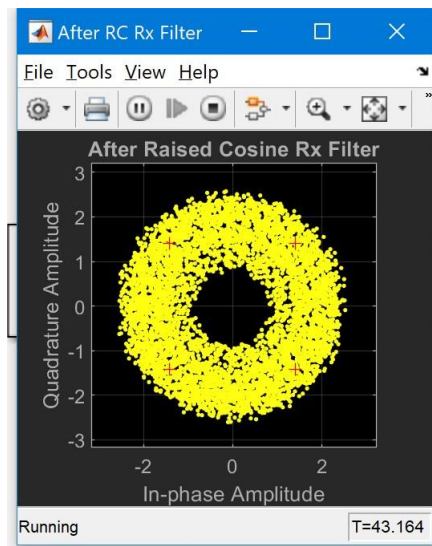 After RC Rx Filter
File Tools View Help
After Raised Cosine Rx Filter
Quadrature Amplitude
3
2
1
0
-1
-2
-3
-2 0 2
In-phase Amplitude
Running T=43.164